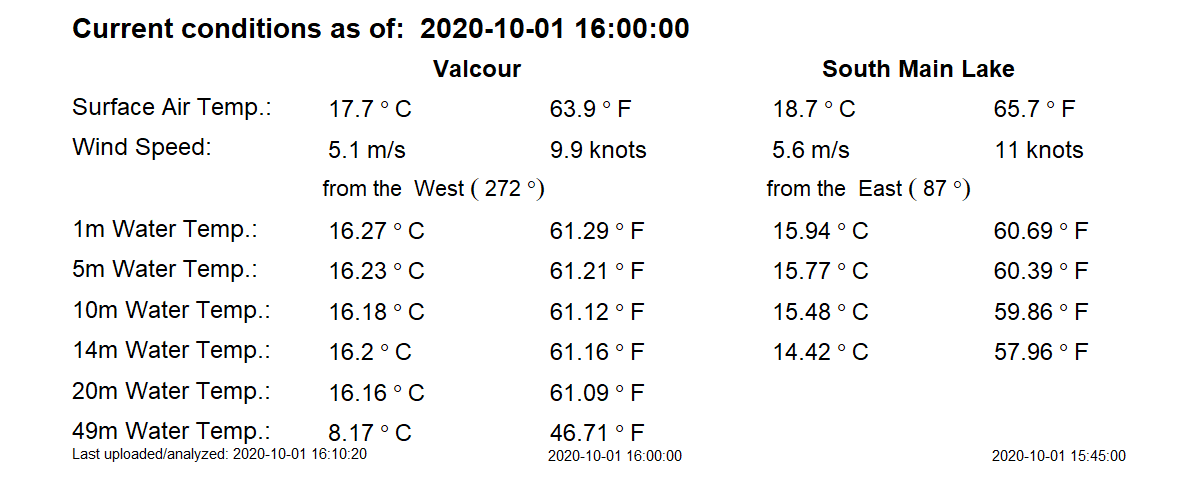 Current conditions as of: 2020-10-01 16:00:00
Valcour South Main Lake
Surface Air Temp.: 17.7 ° C 63.9 ° F 18.7 ° C 65.7 ° F
Wind Speed: 5.1 m/s 9.9 knots 5.6 m/s 11 knots
from the West ( 272 °) from the East ( 87 °)
1m Water Temp.: 16.27 ° C 61.29 ° F 15.94 ° C 60.69 ° F
5m Water Temp.: 16.23 ° C 61.21 ° F 15.77 ° C 60.39 ° F
10m Water Temp.: 16.18 ° C 61.12 ° F 15.48 ° C 59.86 ° F
14m Water Temp.: 16.2 ° C 61.16 ° F 14.42 ° C 57.96 ° F
20m Water Temp.: 16.16 ° C 61.09 ° F
49m Water Temp.: 8.17 ° C 46.71 ° F
Last uploaded/analyzed: 2020-10-01 16:10:20 2020-10-01 16:00:00 2020-10-01 15:45:00